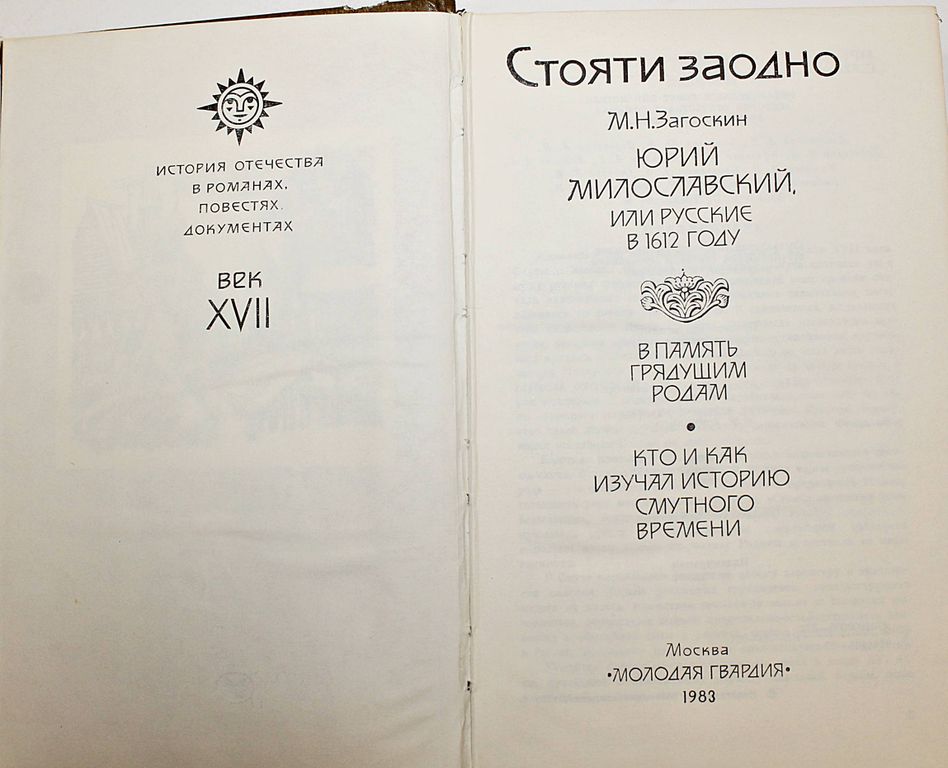 ИСТОРИЯ ОТЕЧЕСТВА
В РОМАНАХ,
ПОВЕСТЯХ,
ДОКУМЕНТАХ
ВЕК
XVII
Стояти заодно
М.Н.Загоскин
ЮРИЙ
МИЛОСЛАВСКИЙ,
ИЛИ РУССКИЕ
В 1612 ГОДУ
В ПАМЯТЬ
ГРЯДУЩИМ
РОДАМ
•
КТО И КАК
ИЗУЧАЛ ИСТОРИЮ
СМУТНОГО
ВРЕМЕНИ
Москва
•МОЛОДАЯ ГВАРДИЯ•
1983